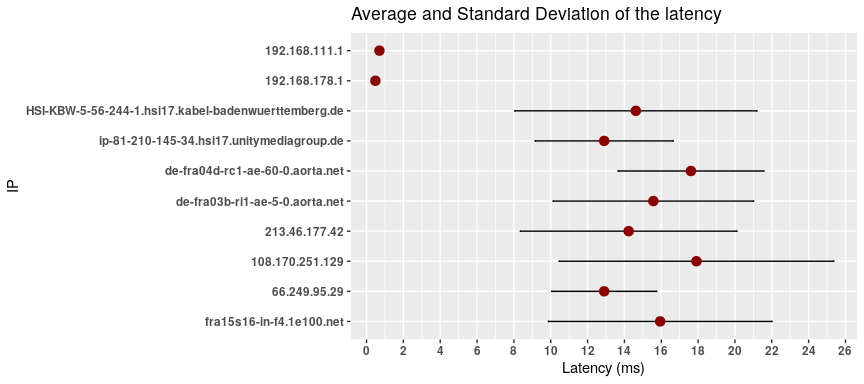 Average and Standard Deviation of the latency
192.168.111.1
192.168.178.1
HSI-KBW-5-56-244-1.hsi17.kabel-badenwuerttemberg.de
ip-81-210-145-34.hsi17.unitymediagroup.de
de-fra04d-rc1-ae-60-0.aorta.net
de-fra03b-ri1-ae-5-0.aorta.net
213.46.177.42
108.170.251.129
66.249.95.29
fra15s16-in-f4.1e100.net
IP
0 2 4 6 8 10 12 14 16 18 20 22 24 26
Latency (ms)